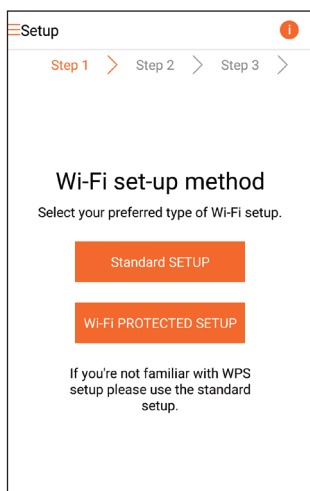 Setup
i
Step 1 Step 2 Step 3
Wi-Fi set-up method
Select your preferred type of Wi-Fi setup.
Standard SETUP
Wi-Fi PROTECTED SETUP
If you're not familiar with WPS
setup please use the standard
setup.